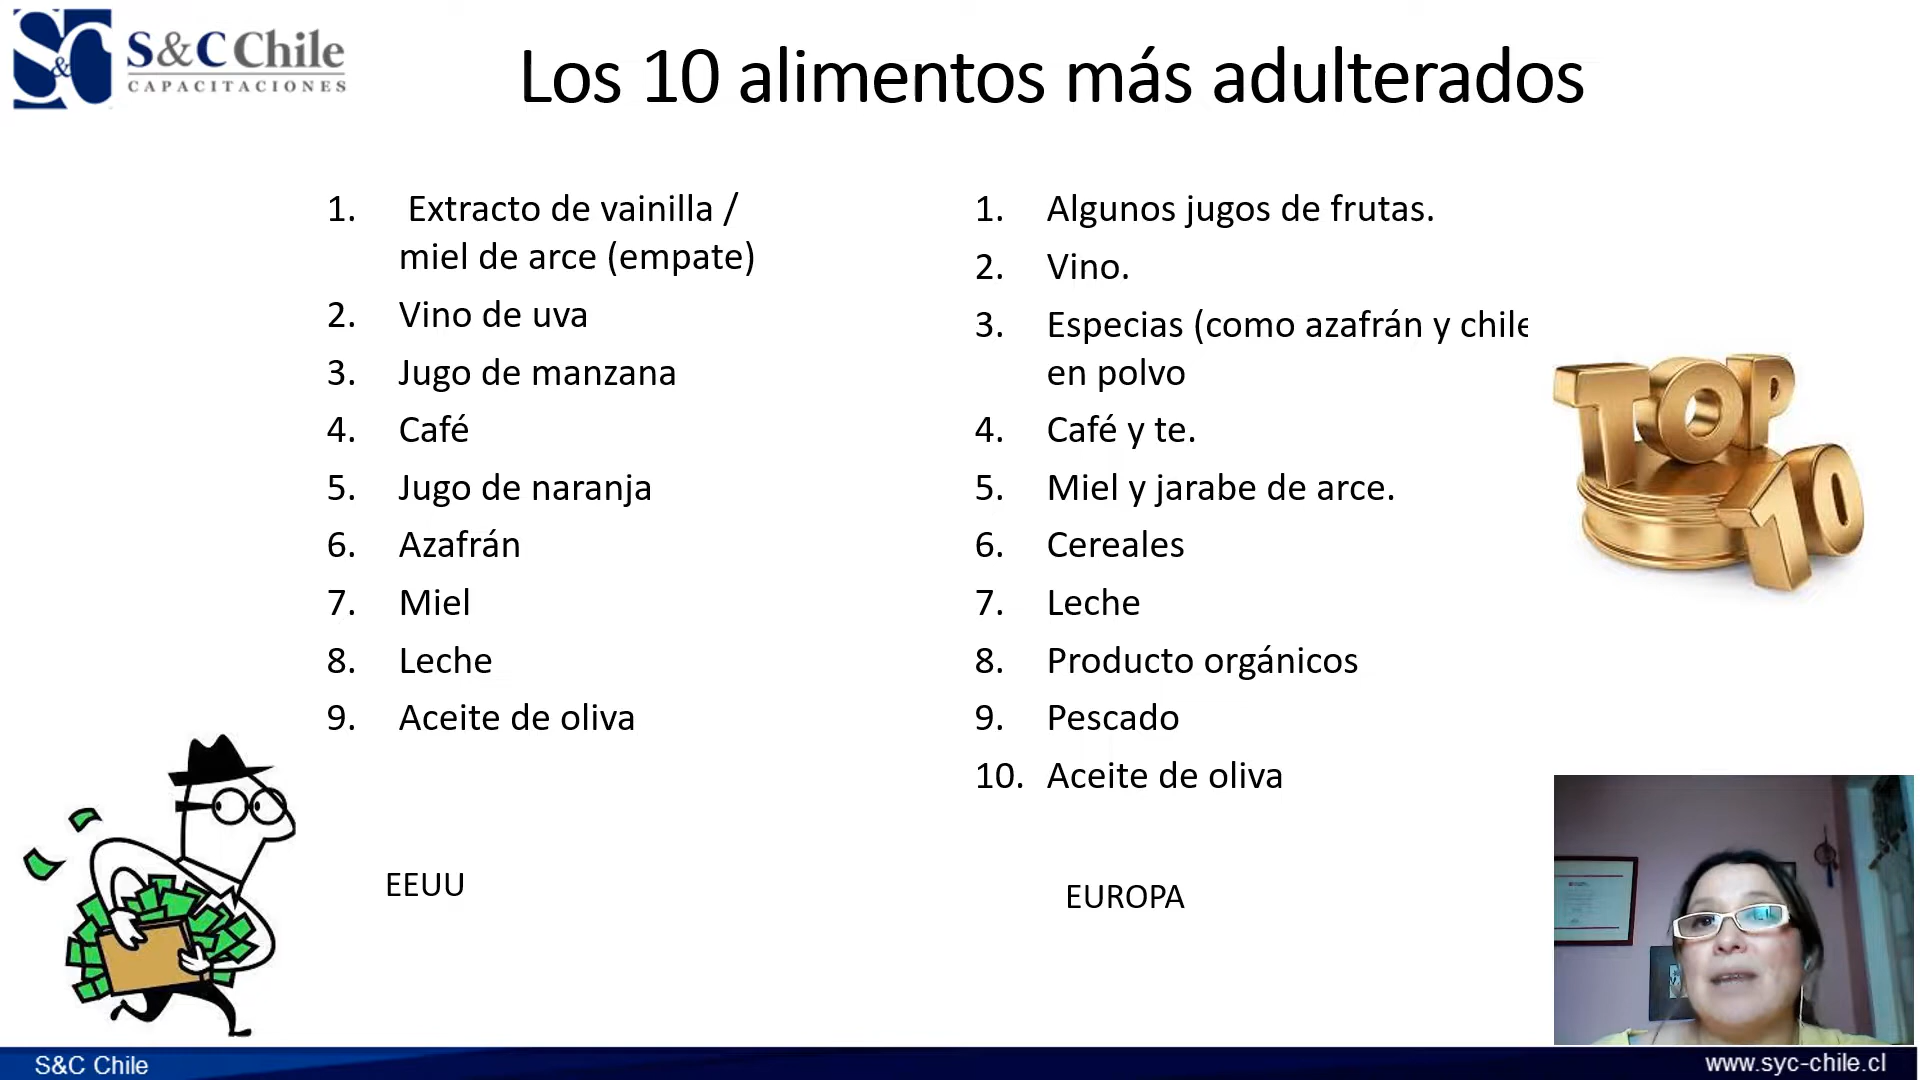 S&C Chile
CAPACITACIONES
Los 10 alimentos más adulterados
1. Extracto de vainilla /
miel de arce (empate)
2. Vino de uva
3. Jugo de manzana
4. Café
5. Jugo de naranja
6. Azafrán
7. Miel
8. Leche
9. Aceite de oliva
EEUU
1. Algunos jugos de frutas.
2. Vino.
3. Especias (como azafrán y chile
en polvo
4. Café y te.
5. Miel y jarabe de arce.
6. Cereales
7. Leche
8. Producto orgánicos
9. Pescado
10. Aceite de oliva
EUROPA
TOP
10
S&C Chile
www.syc-chile.cl